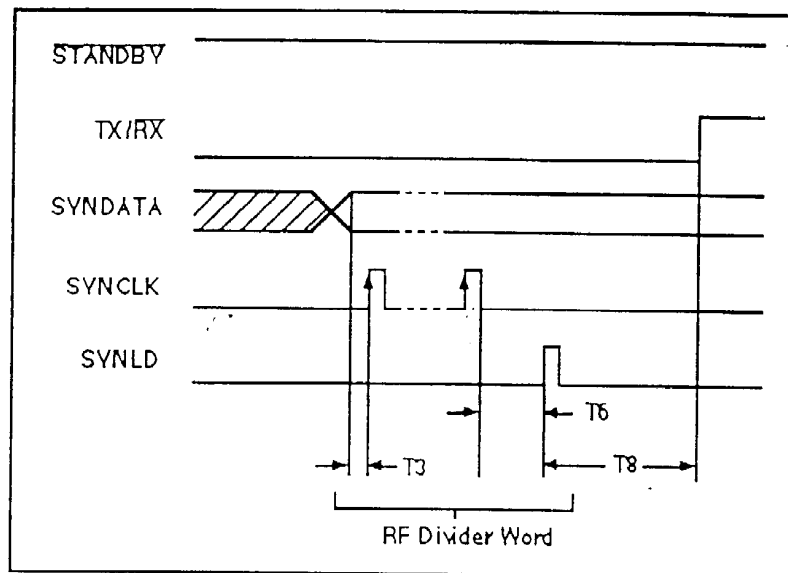 STANDBY
TX/RX
SYNDATA
SYNCLK
SYNLD
T6
T3
T8
RF Divider Word